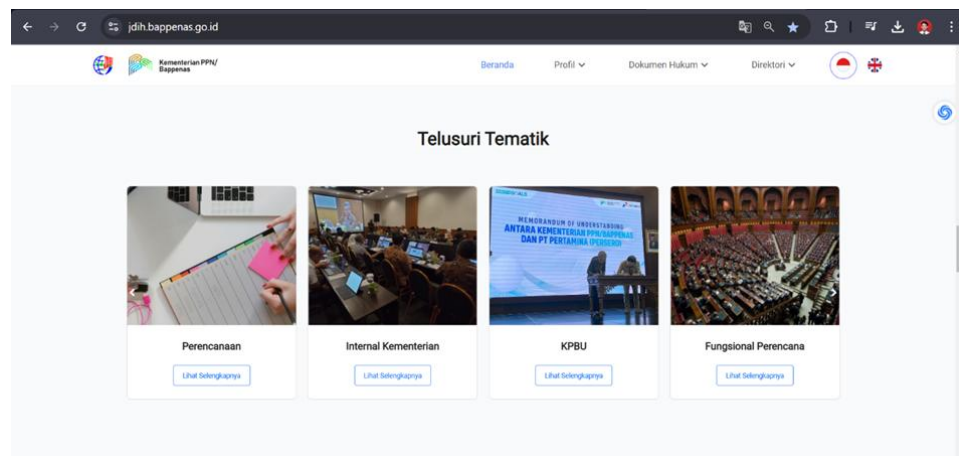 jdih.bappenas.go.id
Kementerian PPN/
Bappenas
Beranda
Profil
Dokumen Hukum
Direktori
Telusuri Tematik
MEMORANDUM OF UNDERSTANDING
ANTARA KEMENTERIAN PPN/BAPPENAS
DAN PT PERTAMINA (PERSERO)
Perencanaan
Internal Kementerian
KPBU
Fungsional Perencana
Lihat Selengkapnya
Lihat Selengkapnya
Lihat Selengkapnya
Lihat Selengkapnya